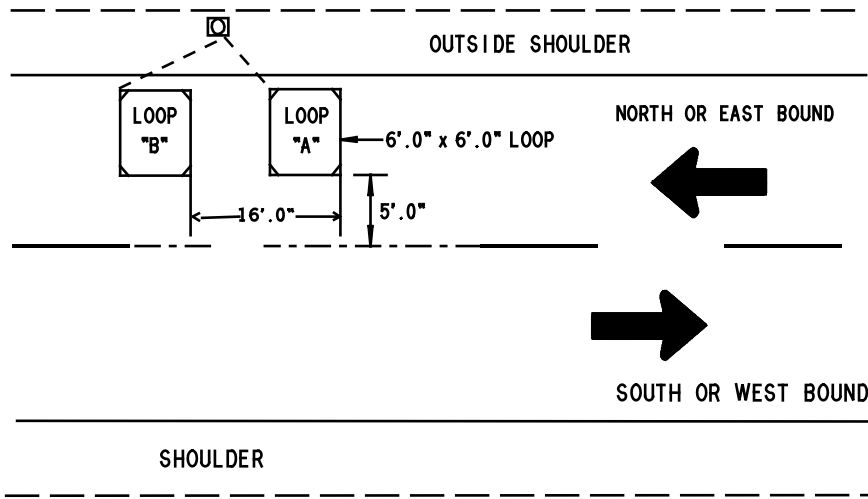 OUTSIDE SHOULDER
NORTH OR EAST BOUND
LOOP
"B"
LOOP
"A"
6'.0" x 6'.0" LOOP
16'.0"
5'.0"
SOUTH OR WEST BOUND
SHOULDER